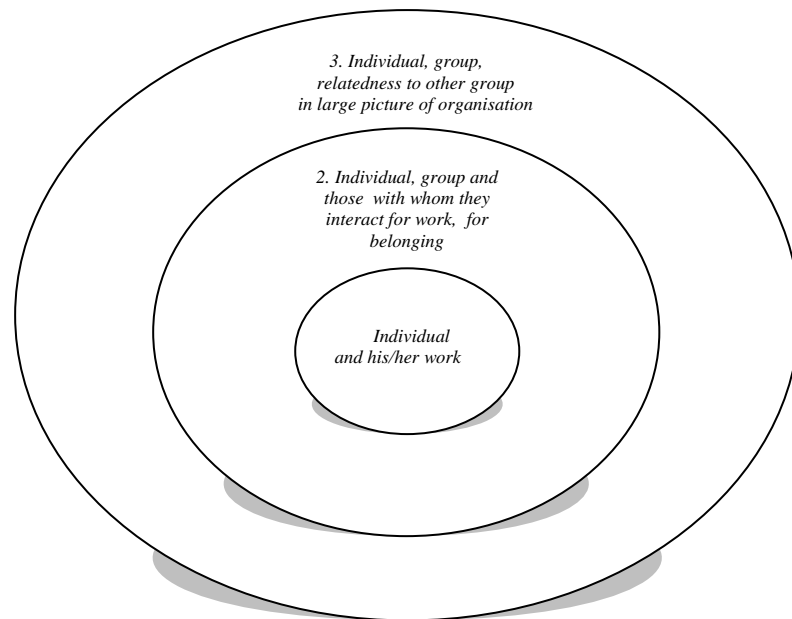 3. Individual, group,
relatedness to other group
in large picture of organisation
2. Individual, group and
those with whom they
interact for work, for
belonging
Individual
and his/her work